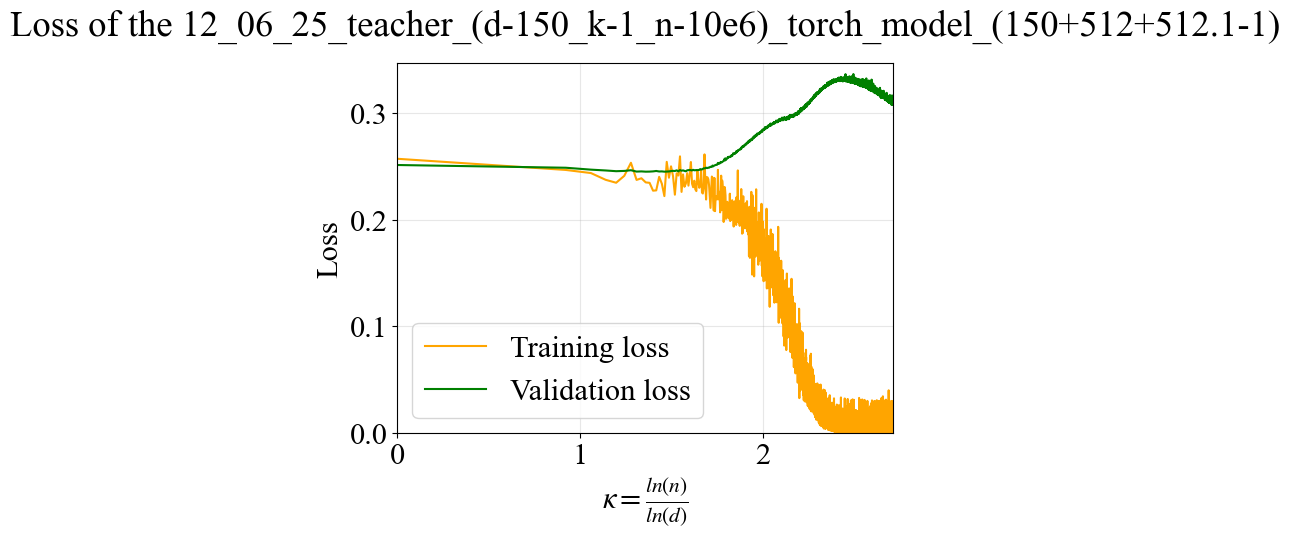 Loss of the 12_06_25_teacher_(d-150_k-1_n-10e6)_torch_model_(150+512+512.1-1)
0.3
0.2
0.1
0.0
Loss
Training loss
Validation loss
0 1 2
κ = ln(n)/ln(d)